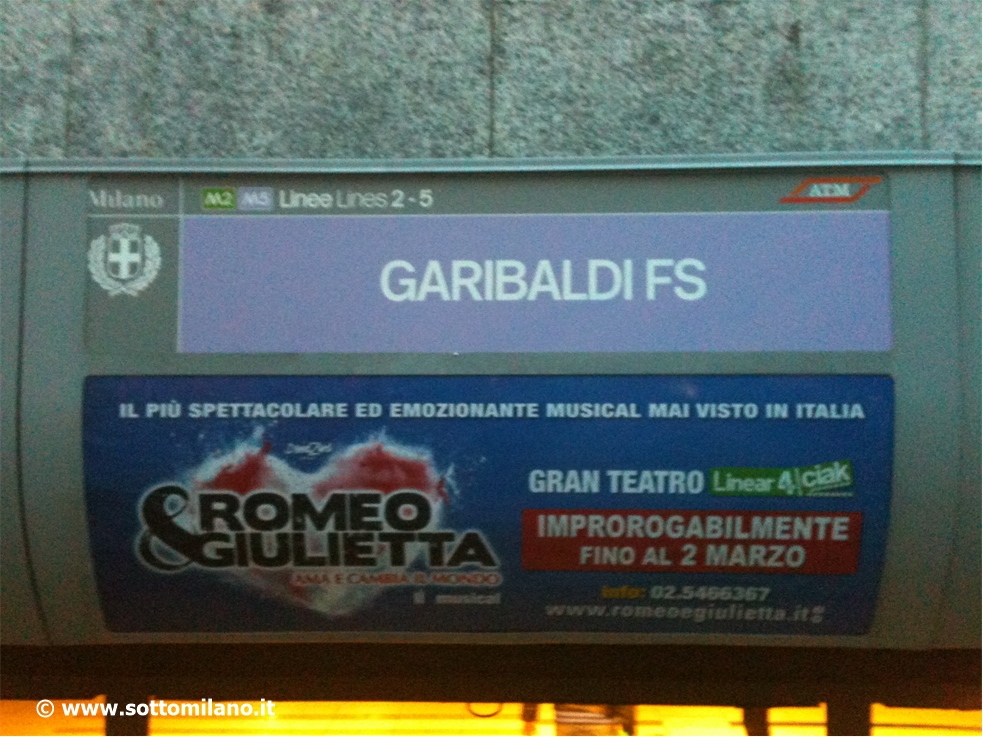 Milano
M2 M5 Linee Lines 2 - 5
ATM
GARIBALDI FS
IL PIÙ SPETTACOLARE ED EMOZIONANTE MUSICAL MAI VISTO IN ITALIA
ROMEO
& GIULIETTA
AMA E CAMBIA IL MONDO
il musical
GRAN TEATRO Linear4|ciak
IMPROROGABILMENTE
FINO AL 2 MARZO
info: 02.5466367
www.romeoegiulietta.it
© www.sottomilano.it